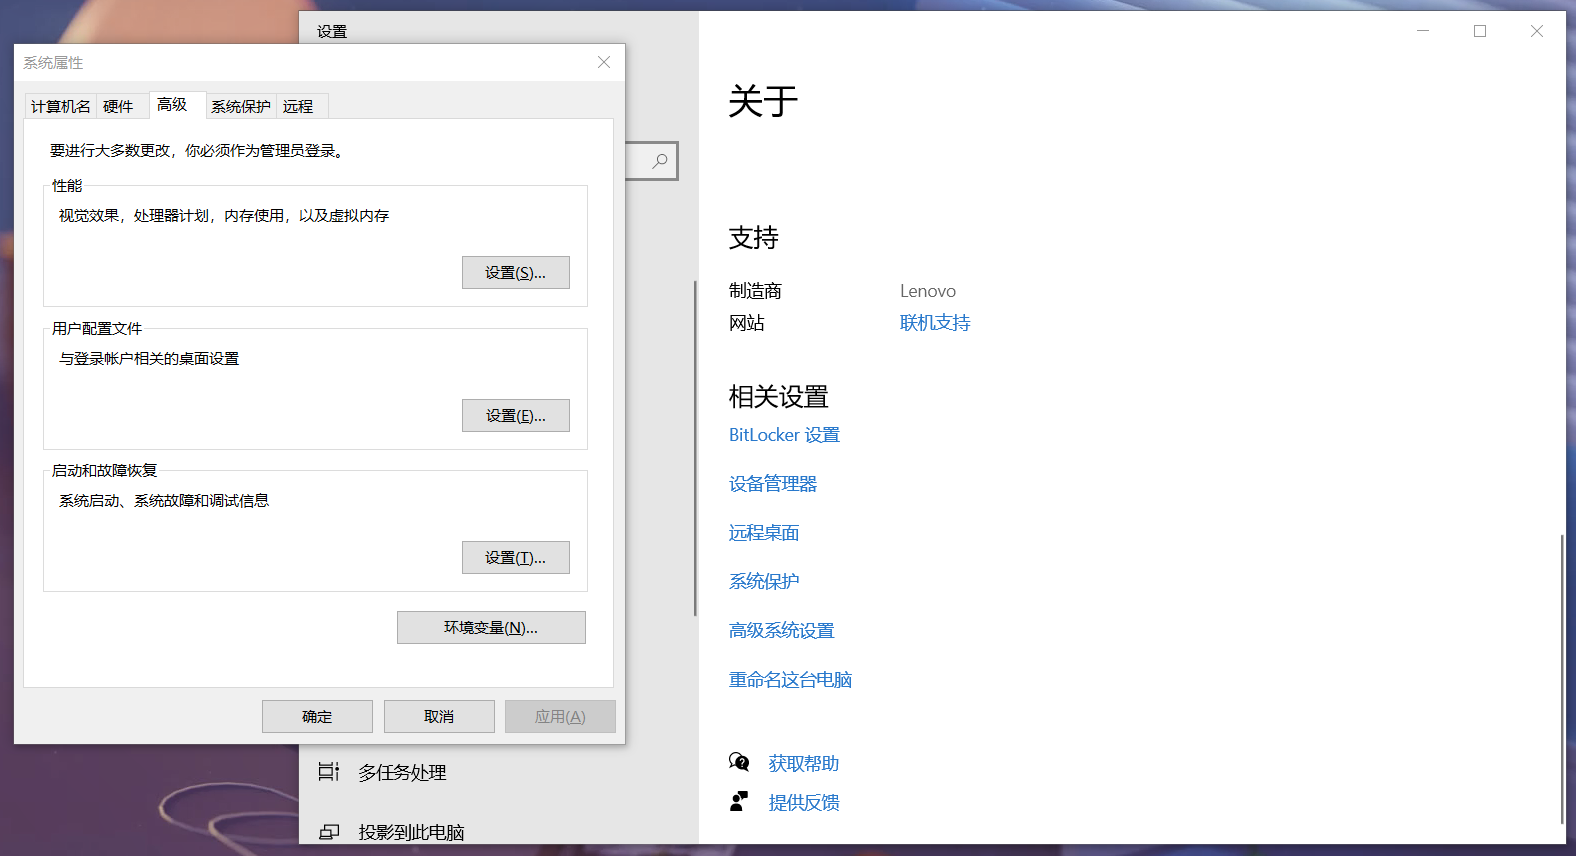 设置
系统属性
计算机名
硬件
高级
系统保护
远程
要进行大多数更改，你必须作为管理员登录。
性能
视觉效果，处理器计划，内存使用，以及虚拟内存
设置(S)...
用户配置文件
与登录帐户相关的桌面设置
设置(E)...
启动和故障恢复
系统启动、系统故障和调试信息
设置(T)...
环境变量(N)...
确定
取消
应用(A)
多任务处理
投影到此电脑
关于
支持
制造商
Lenovo
网站
联机支持
相关设置
BitLocker 设置
设备管理器
远程桌面
系统保护
高级系统设置
重命名这台电脑
获取帮助
提供反馈